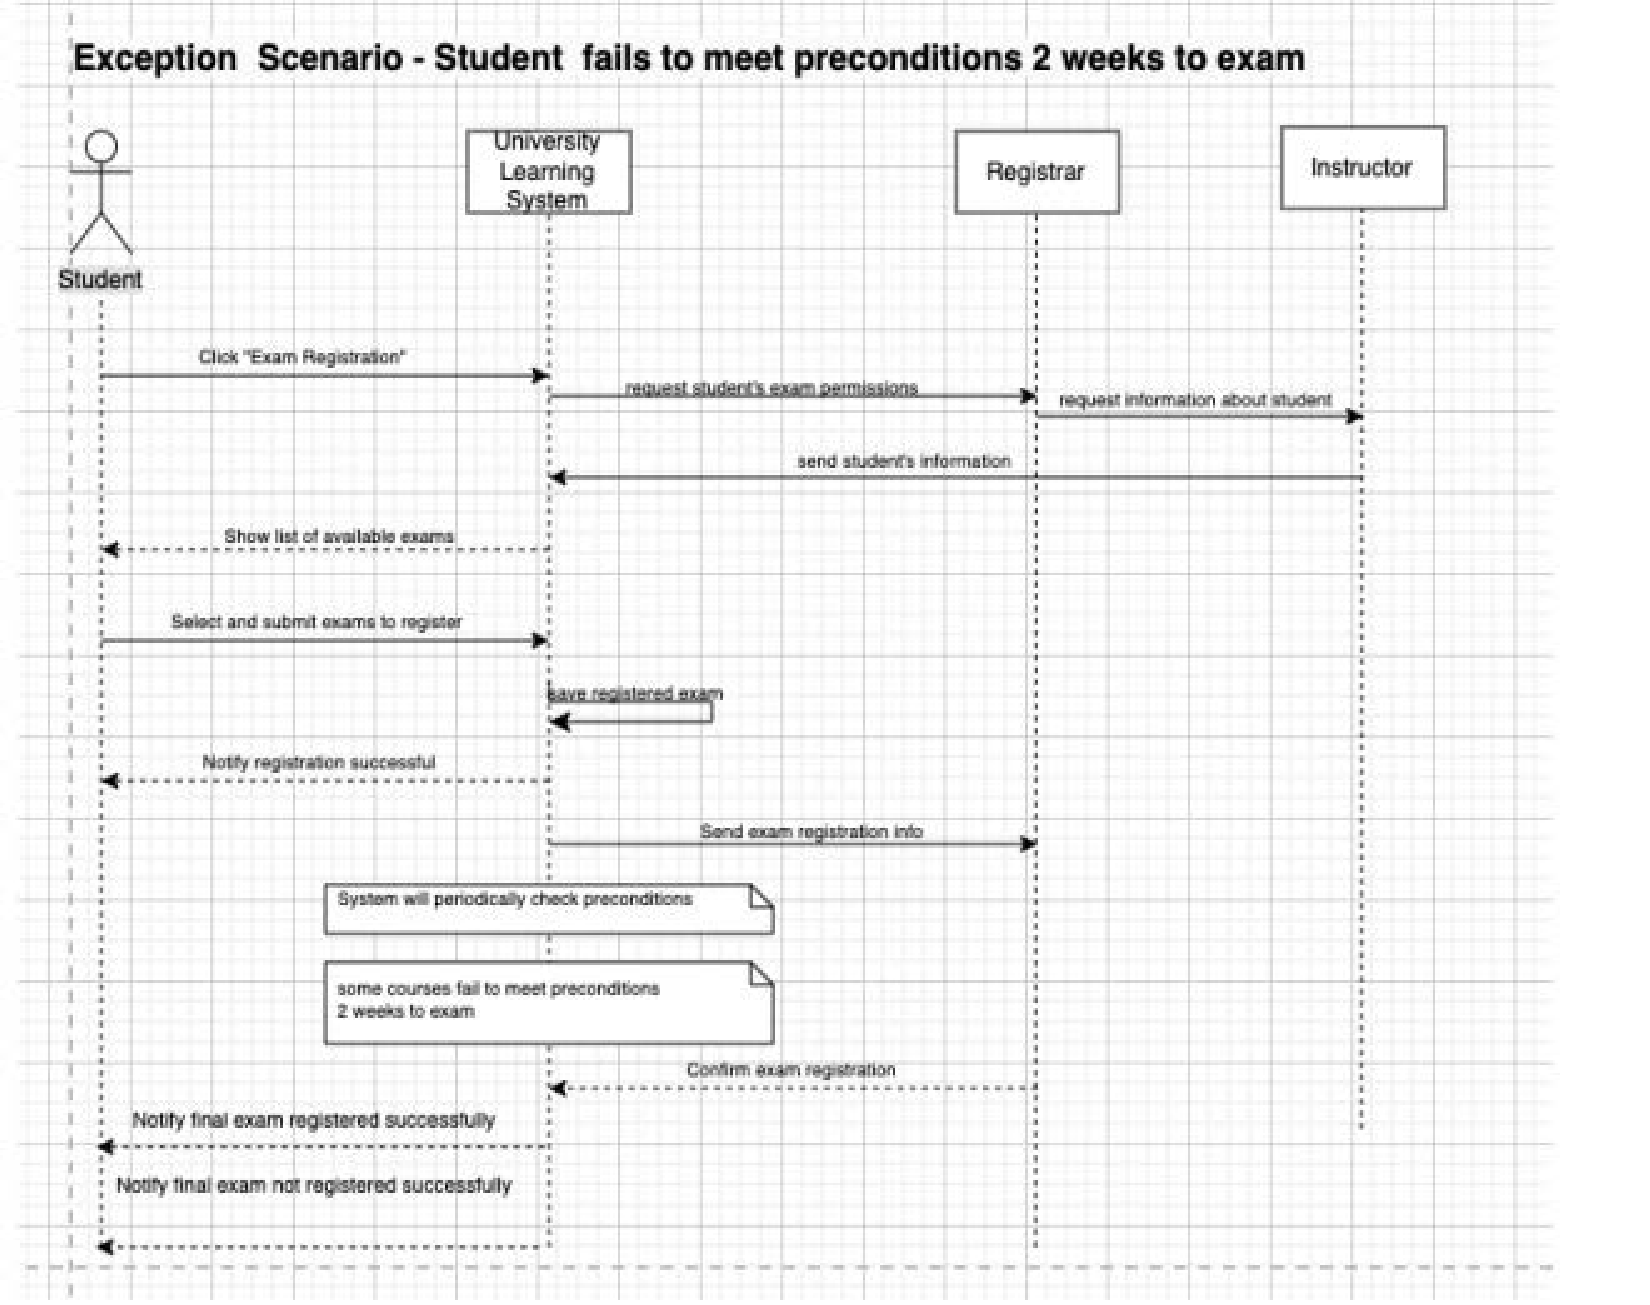 Exception Scenario - Student fails to meet preconditions 2 weeks to exam
University
Learning
System
Registrar
Instructor
Student
Click "Exam Registration"
request student's exam permissions
request information about student
send student's information
Show list of available exams
Select and submit exams to register
save registered exam
Notify registration successful
Send exam registration info
System will periodically check preconditions
some courses fail to meet preconditions
2 weeks to exam
Confirm exam registration
Notify final exam registered successfully
Notify final exam not registered successfully